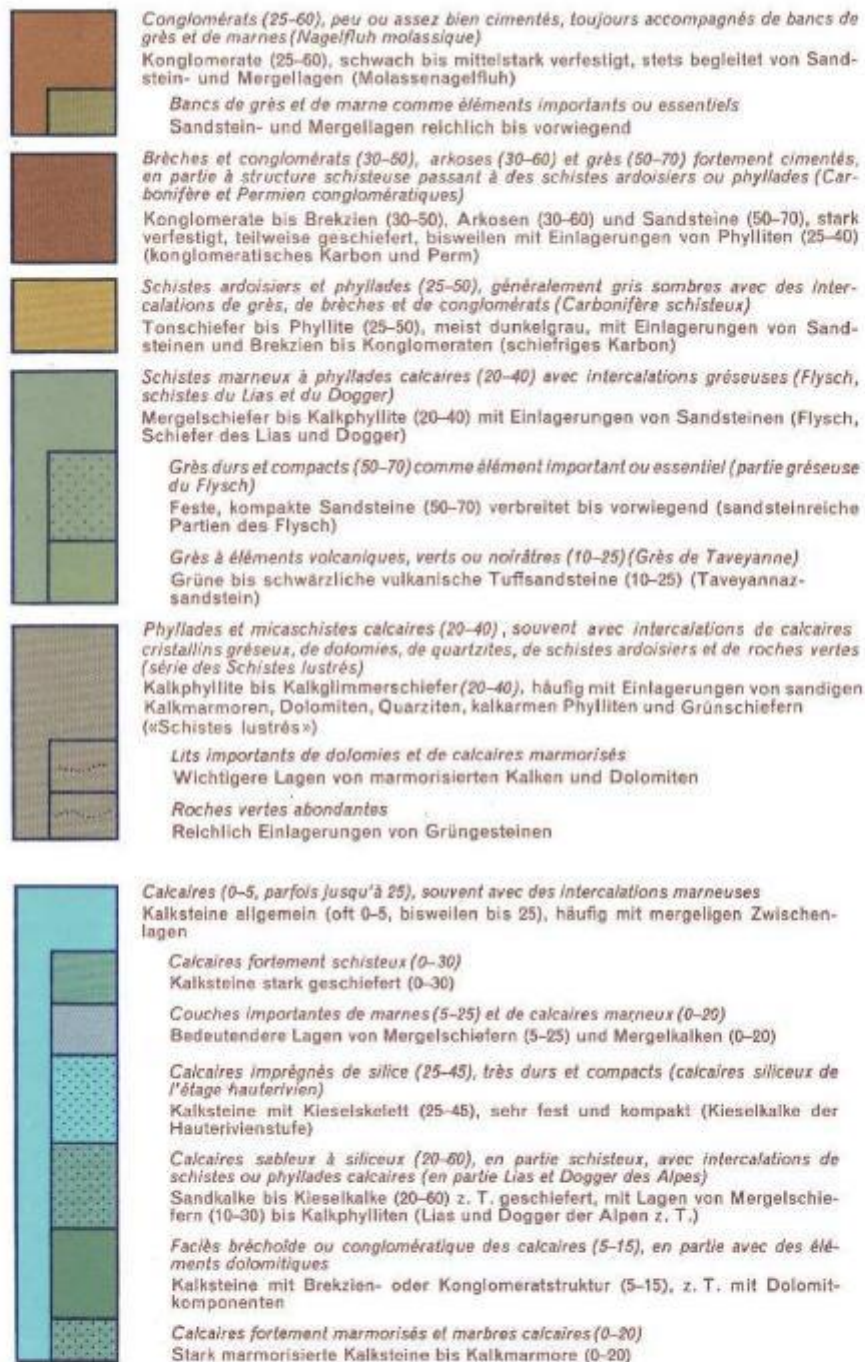 Conglomérats (25–60), peu ou assez bien cimentés, toujours accompagnés de bancs de
grès et de marnes (Nagelfluh molassique)
Konglomerate (25–60), schwach bis mittelstark verfestigt, stets begleitet von Sand-
stein- und Mergellagen (Molassenagelfluh)
Bancs de grès et de marne comme éléments importants ou essentiels
Sandstein- und Mergellagen reichlich bis vorwiegend
Brèches et conglomérats (30–50), arkoses (30–60) et grès (50–70) fortement cimentés,
en partie à structure schisteuse passant à des schistes ardoisiers ou phyllades (Car-
bonifère et Permien conglomératiques)
Konglomerate bis Brekzien (30–50), Arkosen (30–60) und Sandsteine (50–70), stark
verfestigt, teilweise geschiefert, bisweilen mit Einlagerungen von Phylliten (25–40)
(konglomeratisches Karbon und Perm)
Schistes ardoisiers et phyllades (25–50), généralement gris sombres avec des inter-
calations de grès, de brèches et de conglomérats (Carbonifère schisteux)
Tonschiefer bis Phyllite (25–50), meist dunkelgrau, mit Einlagerungen von Sand-
steinen und Brekzien bis Konglomeraten (schiefriges Karbon)
Schistes marneux à phyllades calcaires (20–40) avec intercalations gréseuses (Flysch,
schistes du Lias et du Dogger)
Mergelschiefer bis Kalkphyllite (20–40) mit Einlagerungen von Sandsteinen (Flysch,
Schiefer des Lias und Dogger)
Grès durs et compacts (50–70) comme élément important ou essentiel (partie gréseuse
du Flysch)
Feste, kompakte Sandsteine (50–70) verbreitet bis vorwiegend (sandsteinreiche
Partien des Flysch)
Grès à éléments volcaniques, verts ou noirâtres (10–25) (Grès de Taveyanne)
Grüne bis schwärzliche vulkanische Tuffsandsteine (10–25) (Taveyannaz-
sandstein)
Phyllades et micaschistes calcaires (20–40), souvent avec intercalations de calcaires
cristallins gréseux, de dolomies, de quartzites, de schistes ardoisiers et de roches vertes
(série des Schistes lustrés)
Kalkphyllite bis Kalkglimmerschiefer (20–40), häufig mit Einlagerungen von sandigen
Kalkmarmoren, Dolomiten, Quarziten, kalkarmen Phylliten und Grünschiefern
(«Schistes lustrés»)
Lits importants de dolomies et de calcaires marmorisés
Wichtigere Lagen von marmorisierten Kalken und Dolomiten
Roches vertes abondantes
Reichlich Einlagerungen von Grüngesteinen
Calcaires (0–5, parfois jusqu'à 25), souvent avec des intercalations marneuses
Kalksteine allgemein (oft 0–5, bisweilen bis 25), häufig mit mergeligen Zwischen-
lagen
Calcaires fortement schisteux (0–30)
Kalksteine stark geschiefert (0–30)
Couches importantes de marnes (5–25) et de calcaires marneux (0–20)
Bedeutendere Lagen von Mergelschiefern (5–25) und Mergelkalken (0–20)
Calcaires imprégnés de silice (25–45), très durs et compacts (calcaires siliceux de
l'étage hauterivien)
Kalksteine mit Kieselskelett (25–45), sehr fest und kompakt (Kieselkalke der
Hauterivienstufe)
Calcaires sableux à siliceux (20–60), en partie schisteux, avec intercalations de
schistes ou phyllades calcaires (en partie Lias et Dogger des Alpes)
Sandkalke bis Kieselkalke (20–60) z. T. geschiefert, mit Lagen von Mergelschie-
fern (10–30) bis Kalkphylliten (Lias und Dogger der Alpen z. T.)
Faciès bréchoïde ou conglomératique des calcaires (5–15), en partie avec des élé-
ments dolomitiques
Kalksteine mit Brekzien- oder Konglomeratstruktur (5–15), z. T. mit Dolomit-
komponenten
Calcaires fortement marmorisés et marbres calcaires (0–20)
Stark marmorisierte Kalksteine bis Kalkmarmore (0–20)